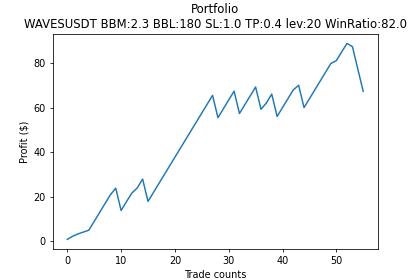 Portfolio
WAVESUSDT BBM:2.3 BBL:180 SL:1.0 TP:0.4 lev:20 WinRatio:82.0
80
60
40
20
0
Profit ($)
0 10 20 30 40 50
Trade counts